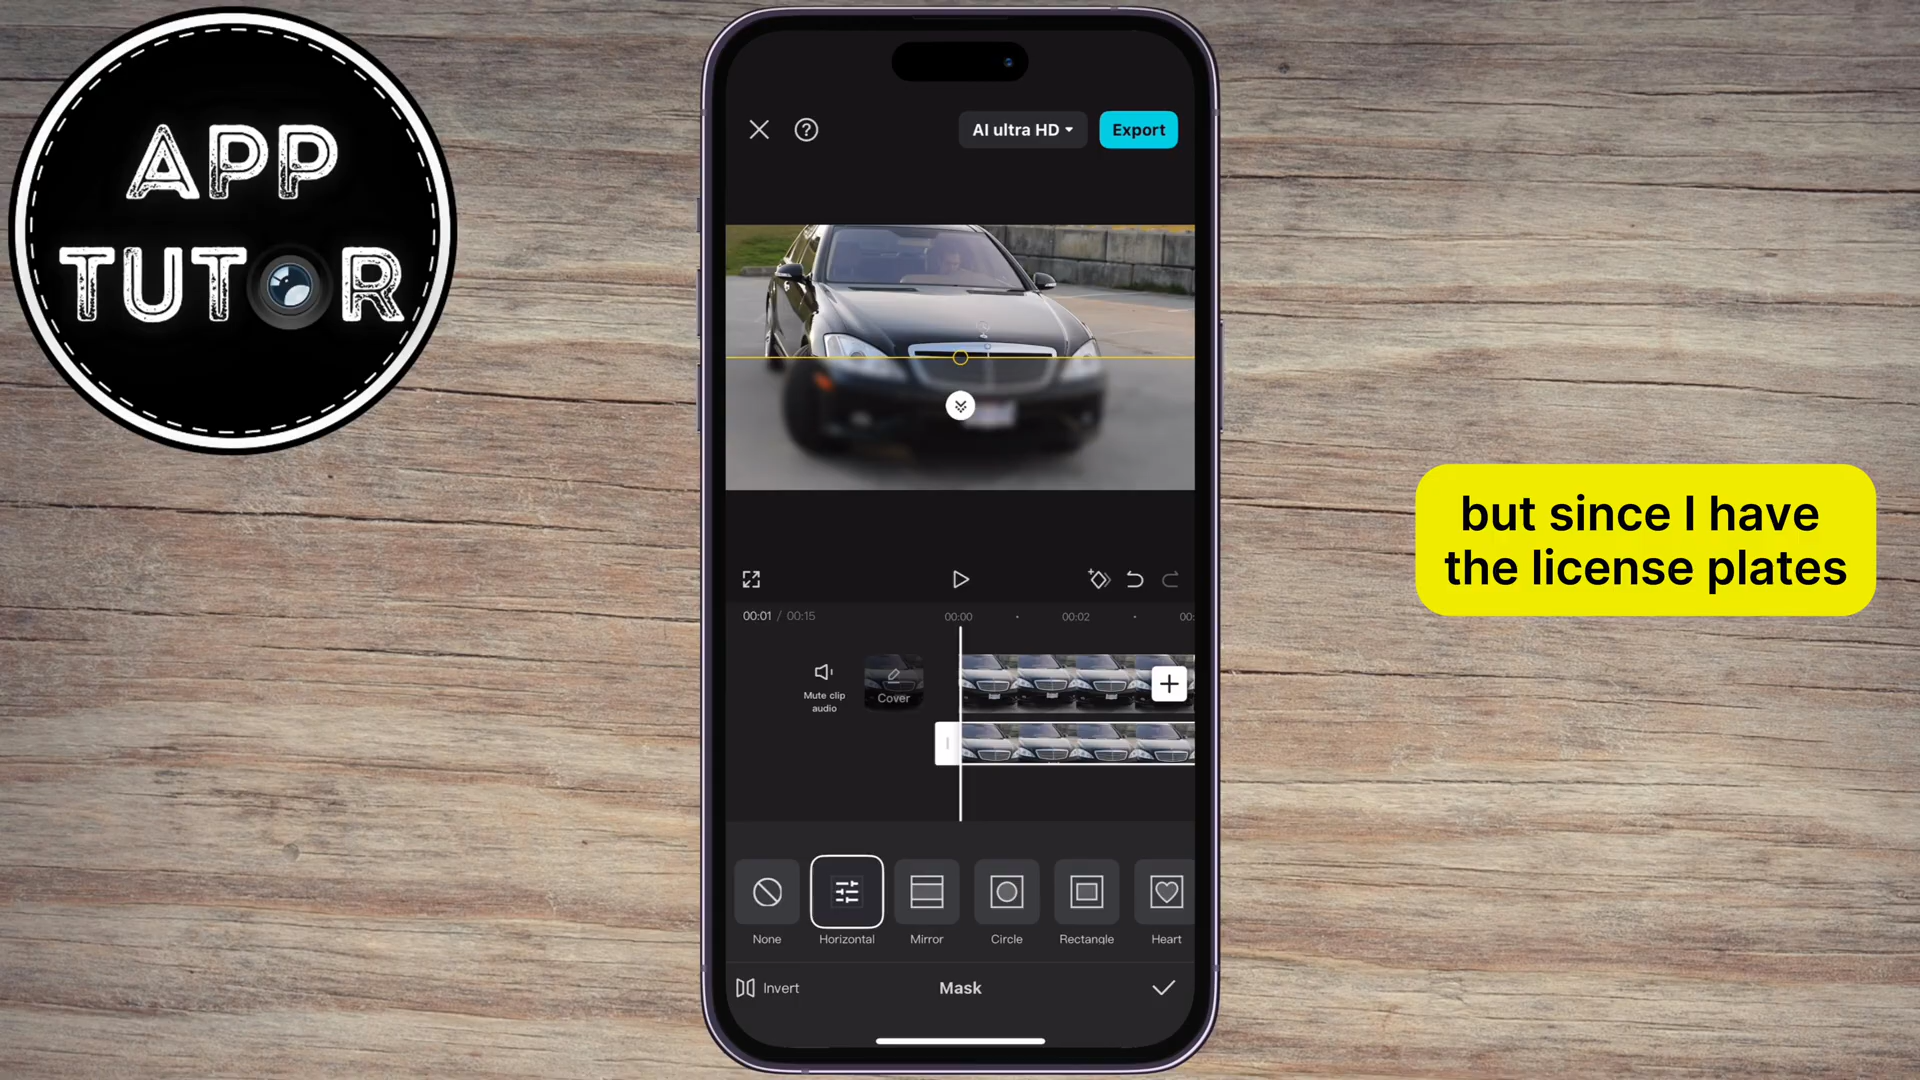 APP
TUTOR
AI ultra HD
Export
but since I have
the license plates
00:01 / 00:15
00:00
00:02
00:
Mute clip
audio
Cover
None
Horizontal
Mirror
Circle
Rectangle
Heart
Invert
Mask